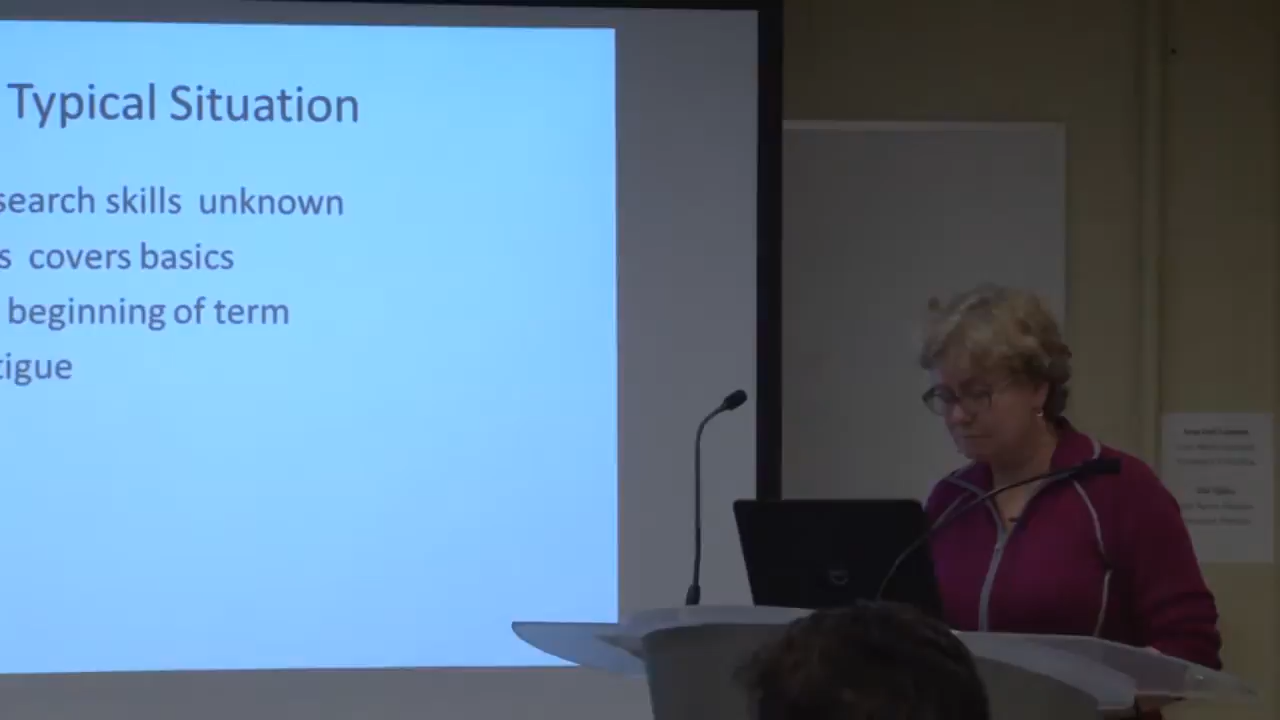 Typical Situation
search skills unknown
s covers basics
beginning of term
tigue